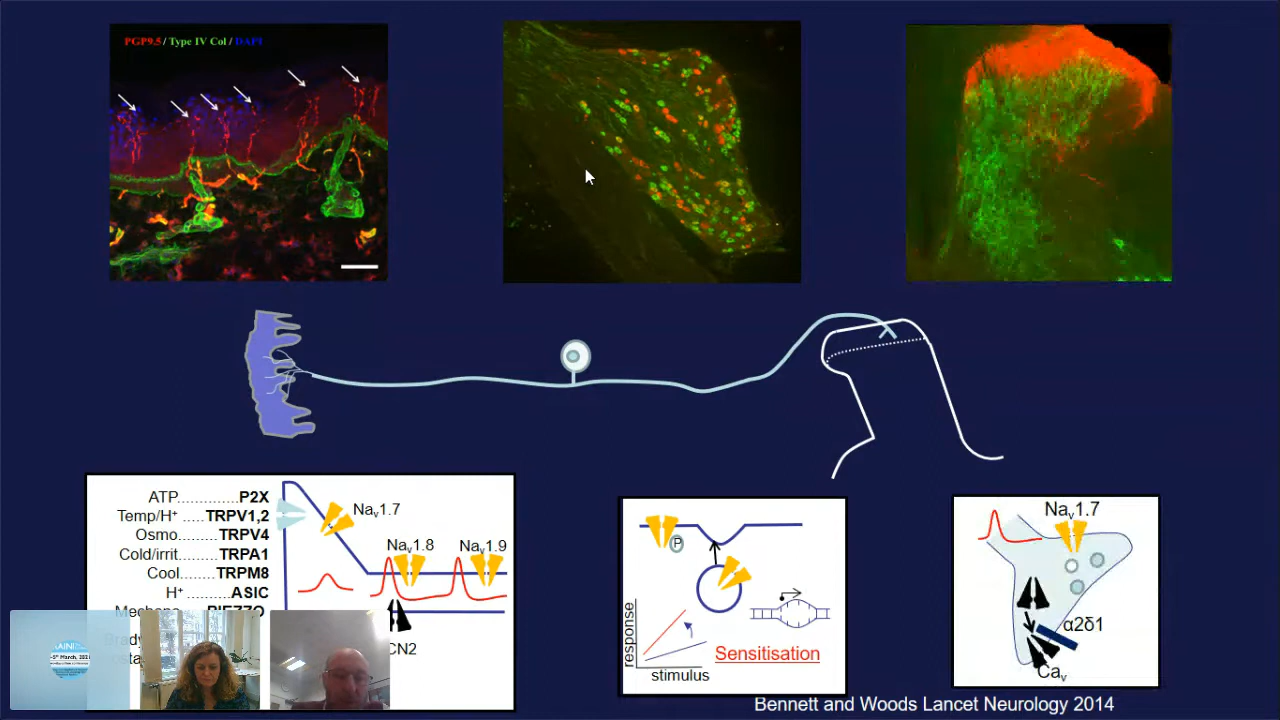 PGP9.5 / Type IV Col / DAPI
ATP.............P2X
Temp/H⁺ .....TRPV1,2
Osmo.........TRPV4
Cold/irrit....TRPA1
Cool........TRPM8
H⁺ .........ASIC
Naᵥ1.7
Naᵥ1.8
Naᵥ1.9
CN2
P
response
stimulus
Sensitisation
Naᵥ1.7
α2δ1
Caᵥ
Bennett and Woods Lancet Neurology 2014